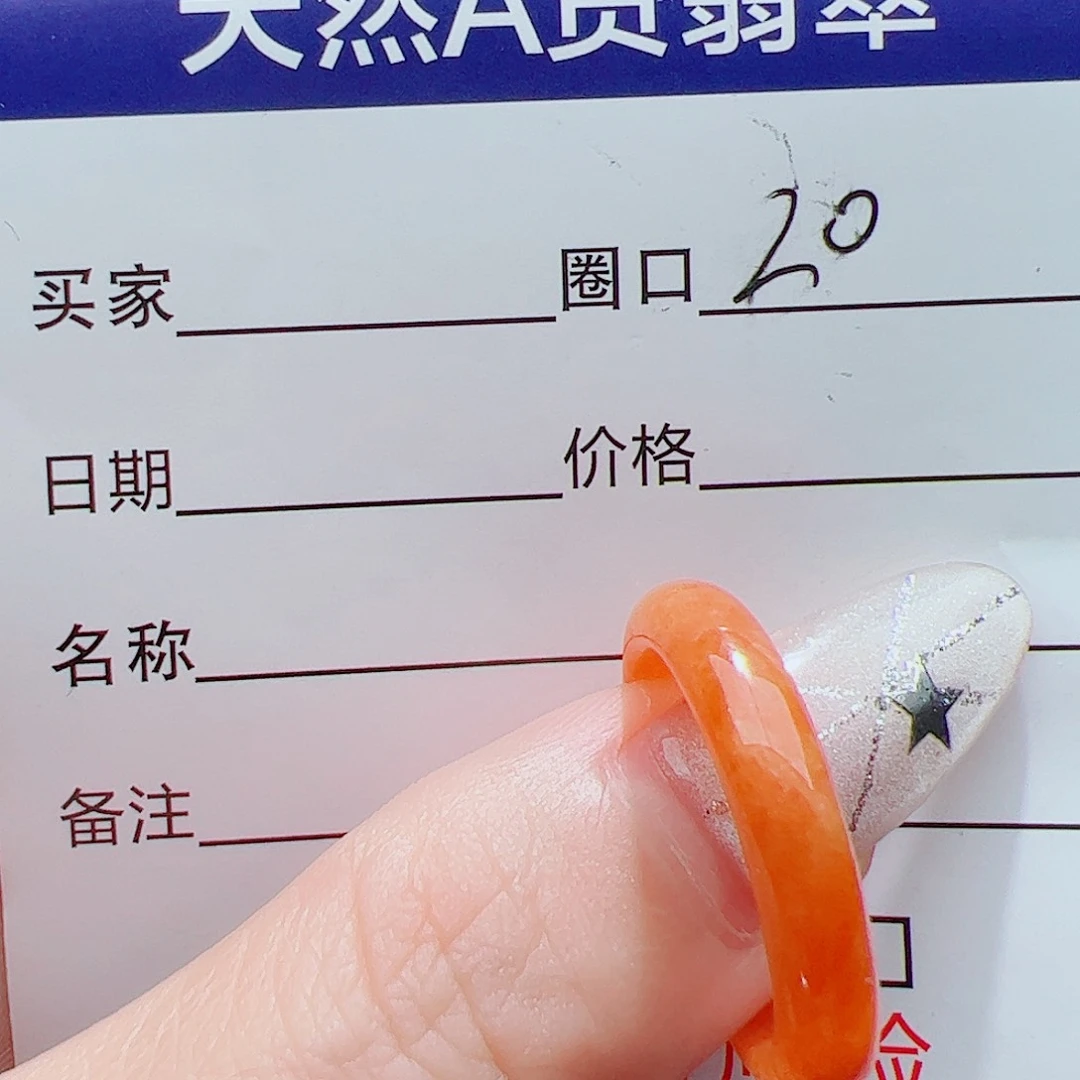 天然A货翡翠
买家 圈口 20
日期 价格
名称
备注